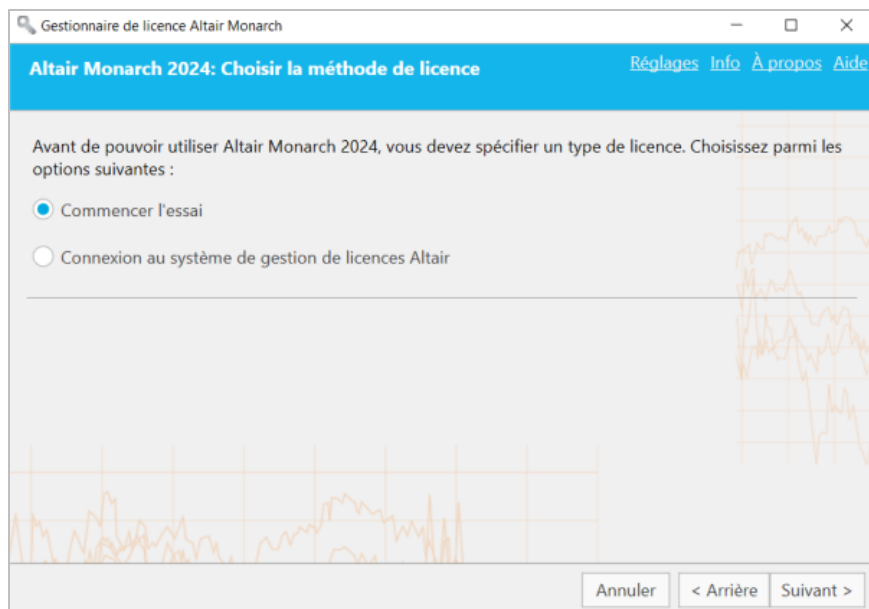 Gestionnaire de licence Altair Monarch
Altair Monarch 2024: Choisir la méthode de licence
Réglages Info À propos Aide
Avant de pouvoir utiliser Altair Monarch 2024, vous devez spécifier un type de licence. Choisissez parmi les
options suivantes :
Commencer l'essai
Connexion au système de gestion de licences Altair
Annuler < Arrière Suivant >